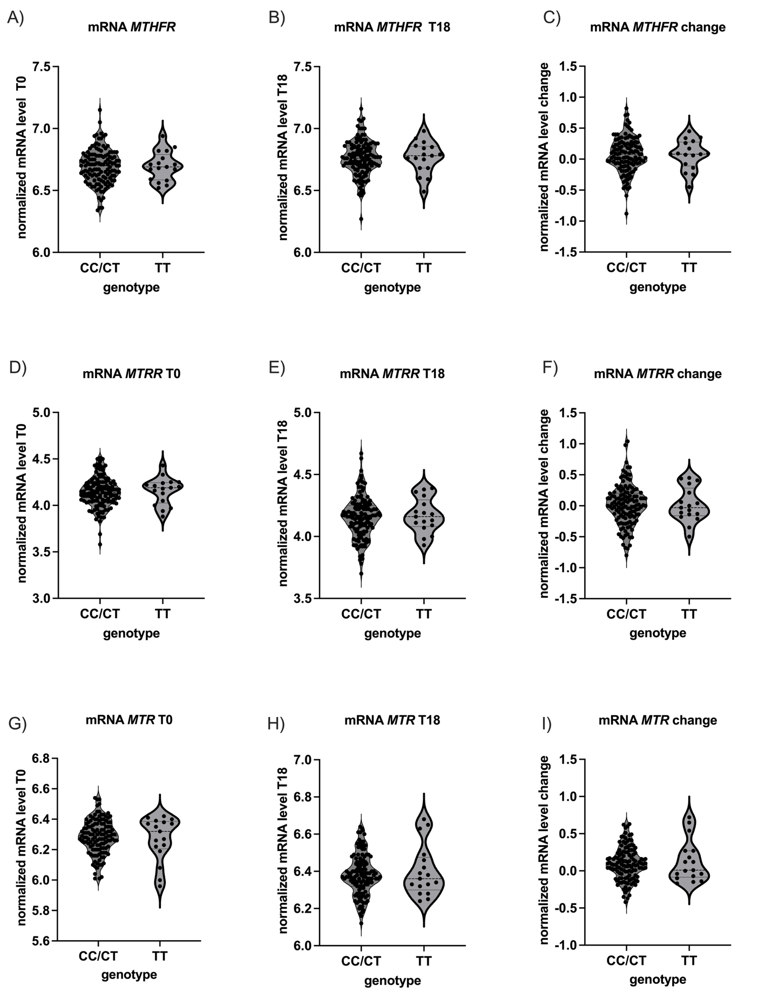 A)
mRNA MTHFR
normalized mRNA level T0
7.5
7.0
6.5
6.0
CC/CT TT
genotype
B)
mRNA MTHFR T18
normalized mRNA level T18
7.5
7.0
6.5
6.0
CC/CT TT
genotype
C)
mRNA MTHFR change
normalized mRNA level change
1.5
1.0
0.5
0.0
-0.5
-1.0
-1.5
CC/CT TT
genotype
D)
mRNA MTRR T0
normalized mRNA level T0
5.0
4.5
4.0
3.5
3.0
CC/CT TT
genotype
E)
mRNA MTRR T18
normalized mRNA level T18
5.0
4.5
4.0
3.5
CC/CT TT
genotype
F)
mRNA MTRR change
normalized mRNA level change
1.5
1.0
0.5
0.0
-0.5
-1.0
-1.5
CC/CT TT
genotype
G)
mRNA MTR T0
normalized mRNA level T0
6.8
6.6
6.4
6.2
6.0
5.8
5.6
CC/CT TT
genotype
H)
mRNA MTR T18
normalized mRNA level T18
7.0
6.8
6.6
6.4
6.2
6.0
CC/CT TT
genotype
I)
mRNA MTR change
normalized mRNA level change
1.5
1.0
0.5
0.0
-0.5
-1.0
CC/CT TT
genotype